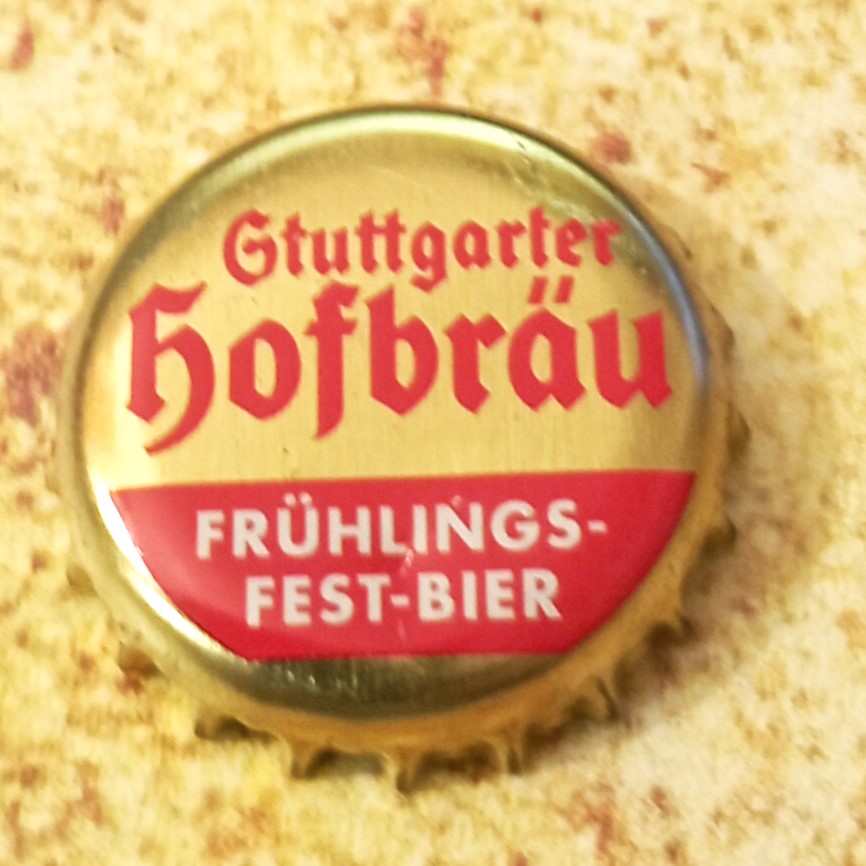 Stuttgarter
Hofbräu
FRÜHLINGS-
FEST-BIER